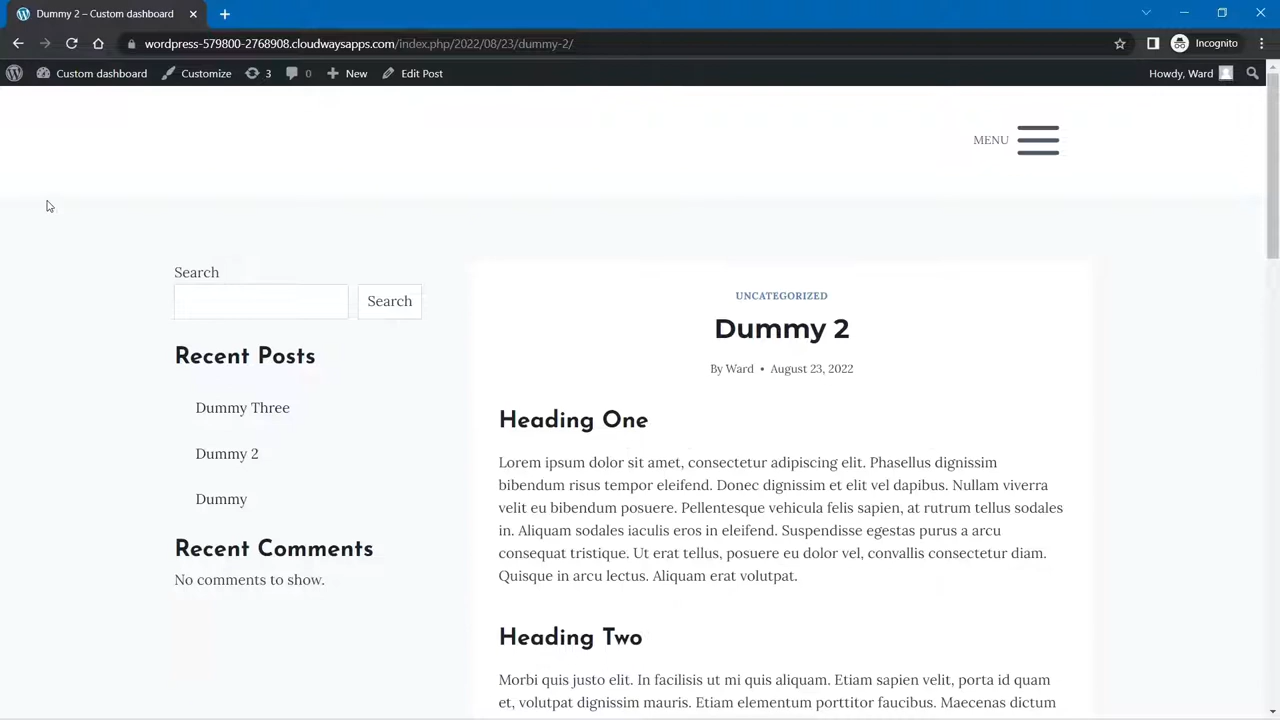 Dummy 2 – Custom dashboard
wordpress-579800-2768908.cloudwaysapps.com/index.php/2022/08/23/dummy-2/
Incognito
Custom dashboard
Customize
3
0
New
Edit Post
Howdy, Ward
MENU
Search
Search
Recent Posts
Dummy Three
Dummy 2
Dummy
Recent Comments
No comments to show.
UNCATEGORIZED
Dummy 2
By Ward • August 23, 2022
Heading One
Lorem ipsum dolor sit amet, consectetur adipiscing elit. Phasellus dignissim
bibendum risus tempor eleifend. Donec dignissim et elit vel dapibus. Nullam viverra
velit eu bibendum posuere. Pellentesque vehicula felis sapien, at rutrum tellus sodales
in. Aliquam sodales iaculis eros in eleifend. Suspendisse egestas purus a arcu
consequat tristique. Ut erat tellus, posuere eu dolor vel, convallis consectetur diam.
Quisque in arcu lectus. Aliquam erat volutpat.
Heading Two
Morbi quis justo elit. In facilisis ut mi quis aliquam. Etiam sapien velit, porta id quam
et, volutpat dignissim mauris. Etiam elementum porttitor faucibus. Maecenas dictum